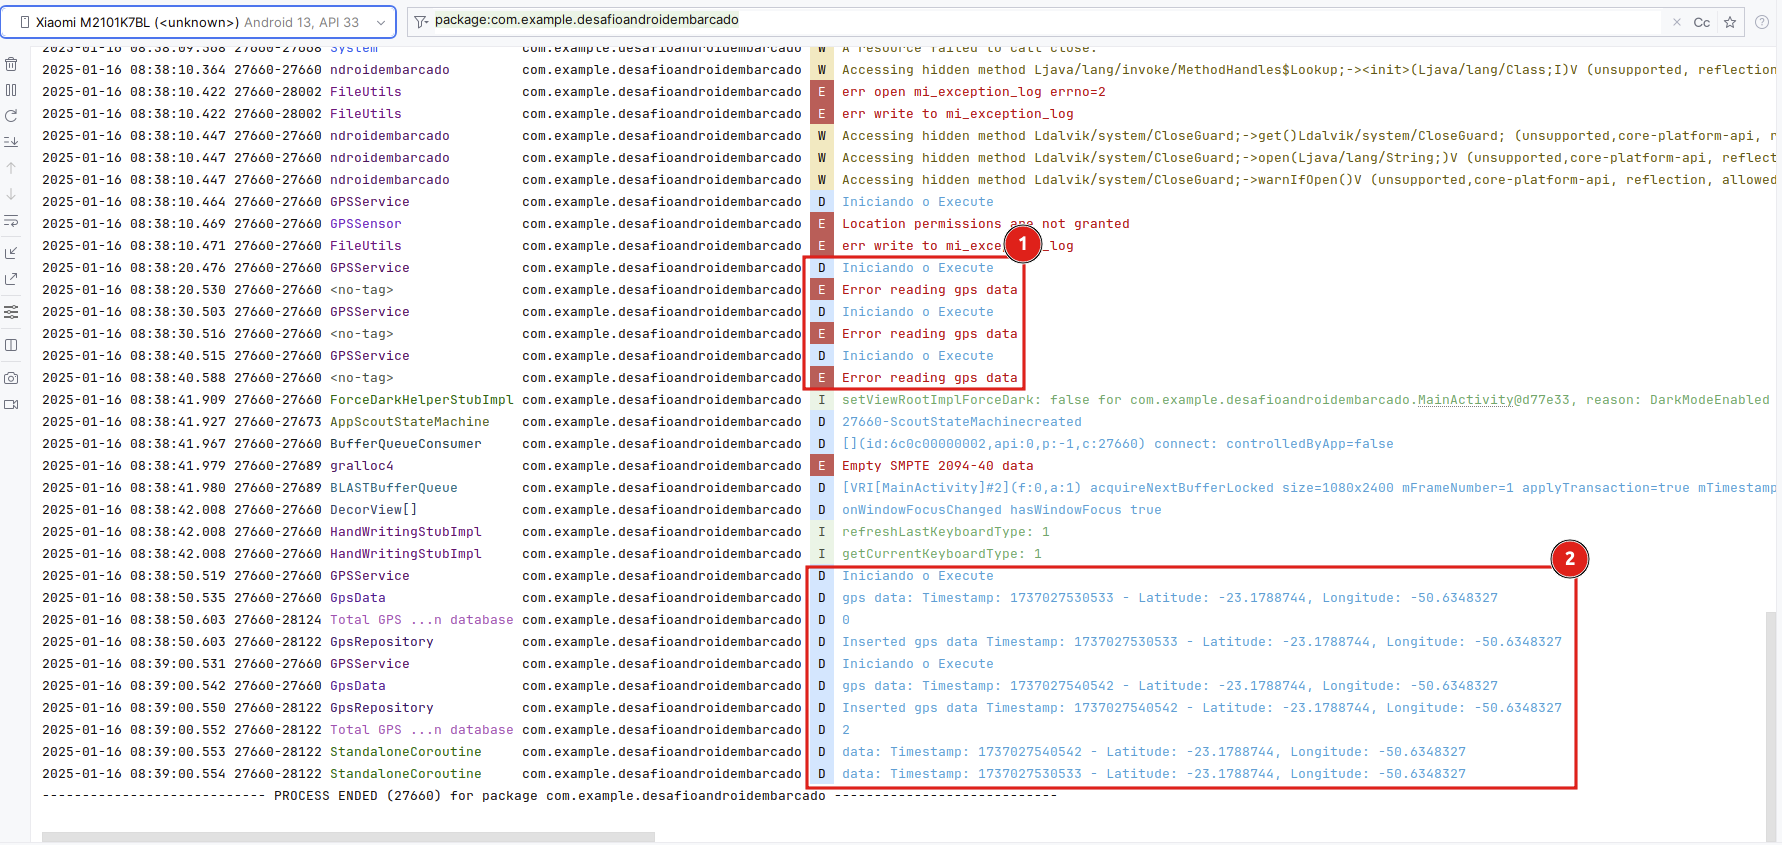 Xiaomi M2101K7BL (<unknown>) Android 13, API 33 package:com.example.desafioandroidembarcado Cc
2025-01-16 08:38:09.368 27660-27668 System com.example.desafioandroidembarcado W A resource failed to call close.
2025-01-16 08:38:10.364 27660-27660 ndroidembarcado com.example.desafioandroidembarcado W Accessing hidden method Ljava/lang/invoke/MethodHandles$Lookup;-><init>(Ljava/lang/Class;I)V (unsupported, reflection
2025-01-16 08:38:10.422 27660-28002 FileUtils com.example.desafioandroidembarcado E err open mi_exception_log errno=2
2025-01-16 08:38:10.422 27660-28002 FileUtils com.example.desafioandroidembarcado E err write to mi_exception_log
2025-01-16 08:38:10.447 27660-27660 ndroidembarcado com.example.desafioandroidembarcado W Accessing hidden method Ldalvik/system/CloseGuard;->get()Ldalvik/system/CloseGuard; (unsupported,core-platform-api, r
2025-01-16 08:38:10.447 27660-27660 ndroidembarcado com.example.desafioandroidembarcado W Accessing hidden method Ldalvik/system/CloseGuard;->open(Ljava/lang/String;)V (unsupported,core-platform-api, reflect
2025-01-16 08:38:10.447 27660-27660 ndroidembarcado com.example.desafioandroidembarcado W Accessing hidden method Ldalvik/system/CloseGuard;->warnIfOpen()V (unsupported,core-platform-api, reflection, allowed
2025-01-16 08:38:10.464 27660-27660 GPSService com.example.desafioandroidembarcado D Iniciando o Execute
2025-01-16 08:38:10.469 27660-27660 GPSSensor com.example.desafioandroidembarcado E Location permissions are not granted
2025-01-16 08:38:10.471 27660-27660 FileUtils com.example.desafioandroidembarcado E err write to mi_exce _log
1
2025-01-16 08:38:20.476 27660-27660 GPSService com.example.desafioandroidembarcado D Iniciando o Execute
2025-01-16 08:38:20.530 27660-27660 <no-tag> com.example.desafioandroidembarcado E Error reading gps data
2025-01-16 08:38:30.503 27660-27660 GPSService com.example.desafioandroidembarcado D Iniciando o Execute
2025-01-16 08:38:30.516 27660-27660 <no-tag> com.example.desafioandroidembarcado E Error reading gps data
2025-01-16 08:38:40.515 27660-27660 GPSService com.example.desafioandroidembarcado D Iniciando o Execute
2025-01-16 08:38:40.588 27660-27660 <no-tag> com.example.desafioandroidembarcado E Error reading gps data
2025-01-16 08:38:41.909 27660-27660 ForceDarkHelperStubImpl com.example.desafioandroidembarcado I setViewRootImplForceDark: false for com.example.desafioandroidembarcado.MainActivity@d77e33, reason: DarkModeEnabled
2025-01-16 08:38:41.927 27660-27673 AppScoutStateMachine com.example.desafioandroidembarcado D 27660-ScoutStateMachinecreated
2025-01-16 08:38:41.967 27660-27660 BufferQueueConsumer com.example.desafioandroidembarcado D [](id:6c0c00000002,api:0,p:-1,c:27660) connect: controlledByApp=false
2025-01-16 08:38:41.979 27660-27689 gralloc4 com.example.desafioandroidembarcado E Empty SMPTE 2094-40 data
2025-01-16 08:38:41.980 27660-27689 BLASTBufferQueue com.example.desafioandroidembarcado D [VRI[MainActivity]#2](f:0,a:1) acquireNextBufferLocked size=1080x2400 mFrameNumber=1 applyTransaction=true mTimestamp
2025-01-16 08:38:42.008 27660-27660 DecorView[] com.example.desafioandroidembarcado D onWindowFocusChanged hasWindowFocus true
2025-01-16 08:38:42.008 27660-27660 HandWritingStubImpl com.example.desafioandroidembarcado I refreshLastKeyboardType: 1
2025-01-16 08:38:42.008 27660-27660 HandWritingStubImpl com.example.desafioandroidembarcado I getCurrentKeyboardType: 1
2
2025-01-16 08:38:50.519 27660-27660 GPSService com.example.desafioandroidembarcado D Iniciando o Execute
2025-01-16 08:38:50.535 27660-27660 GpsData com.example.desafioandroidembarcado D gps data: Timestamp: 1737027530533 - Latitude: -23.1788744, Longitude: -50.6348327
2025-01-16 08:38:50.603 27660-28124 Total GPS ...n database com.example.desafioandroidembarcado D 0
2025-01-16 08:38:50.603 27660-28122 GpsRepository com.example.desafioandroidembarcado D Inserted gps data Timestamp: 1737027530533 - Latitude: -23.1788744, Longitude: -50.6348327
2025-01-16 08:39:00.531 27660-27660 GPSService com.example.desafioandroidembarcado D Iniciando o Execute
2025-01-16 08:39:00.542 27660-27660 GpsData com.example.desafioandroidembarcado D gps data: Timestamp: 1737027540542 - Latitude: -23.1788744, Longitude: -50.6348327
2025-01-16 08:39:00.550 27660-28122 GpsRepository com.example.desafioandroidembarcado D Inserted gps data Timestamp: 1737027540542 - Latitude: -23.1788744, Longitude: -50.6348327
2025-01-16 08:39:00.552 27660-28122 Total GPS ...n database com.example.desafioandroidembarcado D 2
2025-01-16 08:39:00.553 27660-28122 StandaloneCoroutine com.example.desafioandroidembarcado D data: Timestamp: 1737027540542 - Latitude: -23.1788744, Longitude: -50.6348327
2025-01-16 08:39:00.554 27660-28122 StandaloneCoroutine com.example.desafioandroidembarcado D data: Timestamp: 1737027530533 - Latitude: -23.1788744, Longitude: -50.6348327
---------------------------- PROCESS ENDED (27660) for package com.example.desafioandroidembarcado ----------------------------